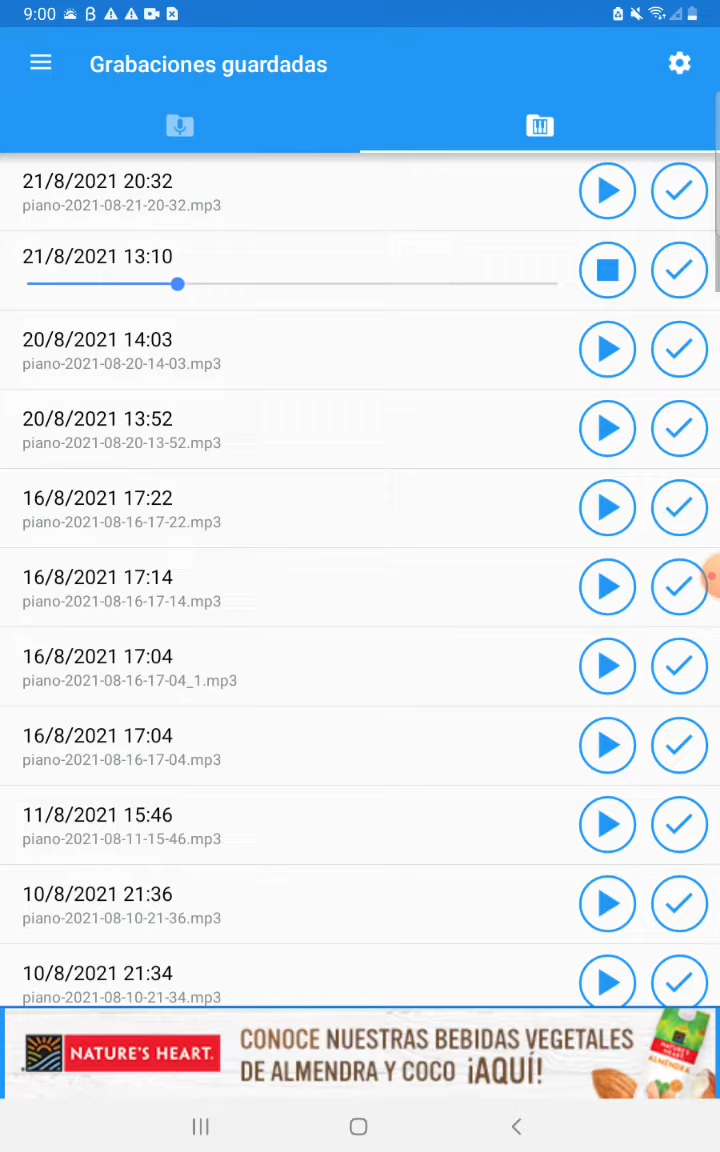 9:00
Grabaciones guardadas
21/8/2021 20:32
piano-2021-08-21-20-32.mp3
21/8/2021 13:10
20/8/2021 14:03
piano-2021-08-20-14-03.mp3
20/8/2021 13:52
piano-2021-08-20-13-52.mp3
16/8/2021 17:22
piano-2021-08-16-17-22.mp3
16/8/2021 17:14
piano-2021-08-16-17-14.mp3
16/8/2021 17:04
piano-2021-08-16-17-04_1.mp3
16/8/2021 17:04
piano-2021-08-16-17-04.mp3
11/8/2021 15:46
piano-2021-08-11-15-46.mp3
10/8/2021 21:36
piano-2021-08-10-21-36.mp3
10/8/2021 21:34
piano-2021-08-10-21-34.mp3
NATURE'S HEART.
CONOCE NUESTRAS BEBIDAS VEGETALES
DE ALMENDRA Y COCO ¡AQUÍ!
NATURE'S
HEART
ALMENDRA